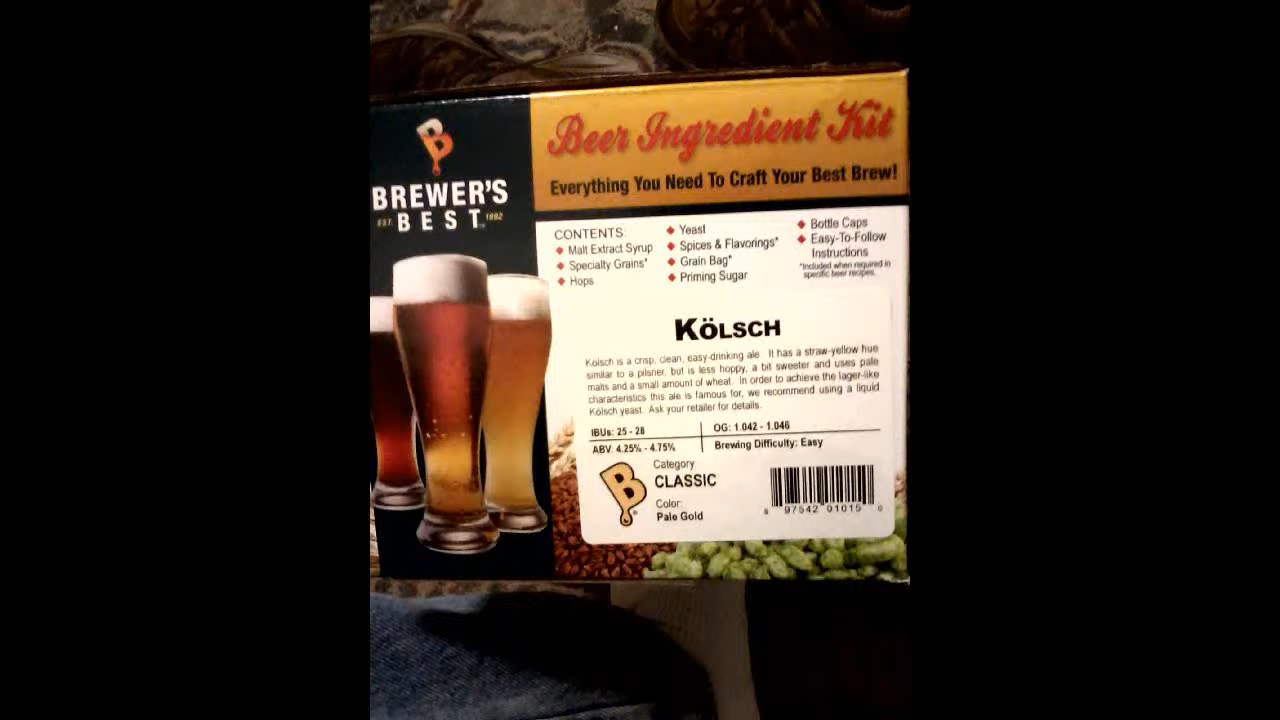 BREWER'S
EST. BEST 1992
Beer Ingredient Kit
Everything You Need To Craft Your Best Brew!
CONTENTS:
◆ Malt Extract Syrup
◆ Specialty Grains*
◆ Hops
◆ Yeast
◆ Spices & Flavorings*
◆ Grain Bag*
◆ Priming Sugar
◆ Bottle Caps
◆ Easy-To-Follow
Instructions
*Included when required in
specific beer recipes.
KÖLSCH
Kölsch is a crisp, clean, easy-drinking ale. It has a straw-yellow hue
similar to a pilsner, but is less hoppy, a bit sweeter and uses pale
malts and a small amount of wheat. In order to achieve the lager-like
characteristics this ale is famous for, we recommend using a liquid
Kölsch yeast. Ask your retailer for details.
IBUs: 25 - 28
OG: 1.042 - 1.046
ABV: 4.25% - 4.75%
Brewing Difficulty: Easy
Category:
CLASSIC
Color:
Pale Gold
97542 01015